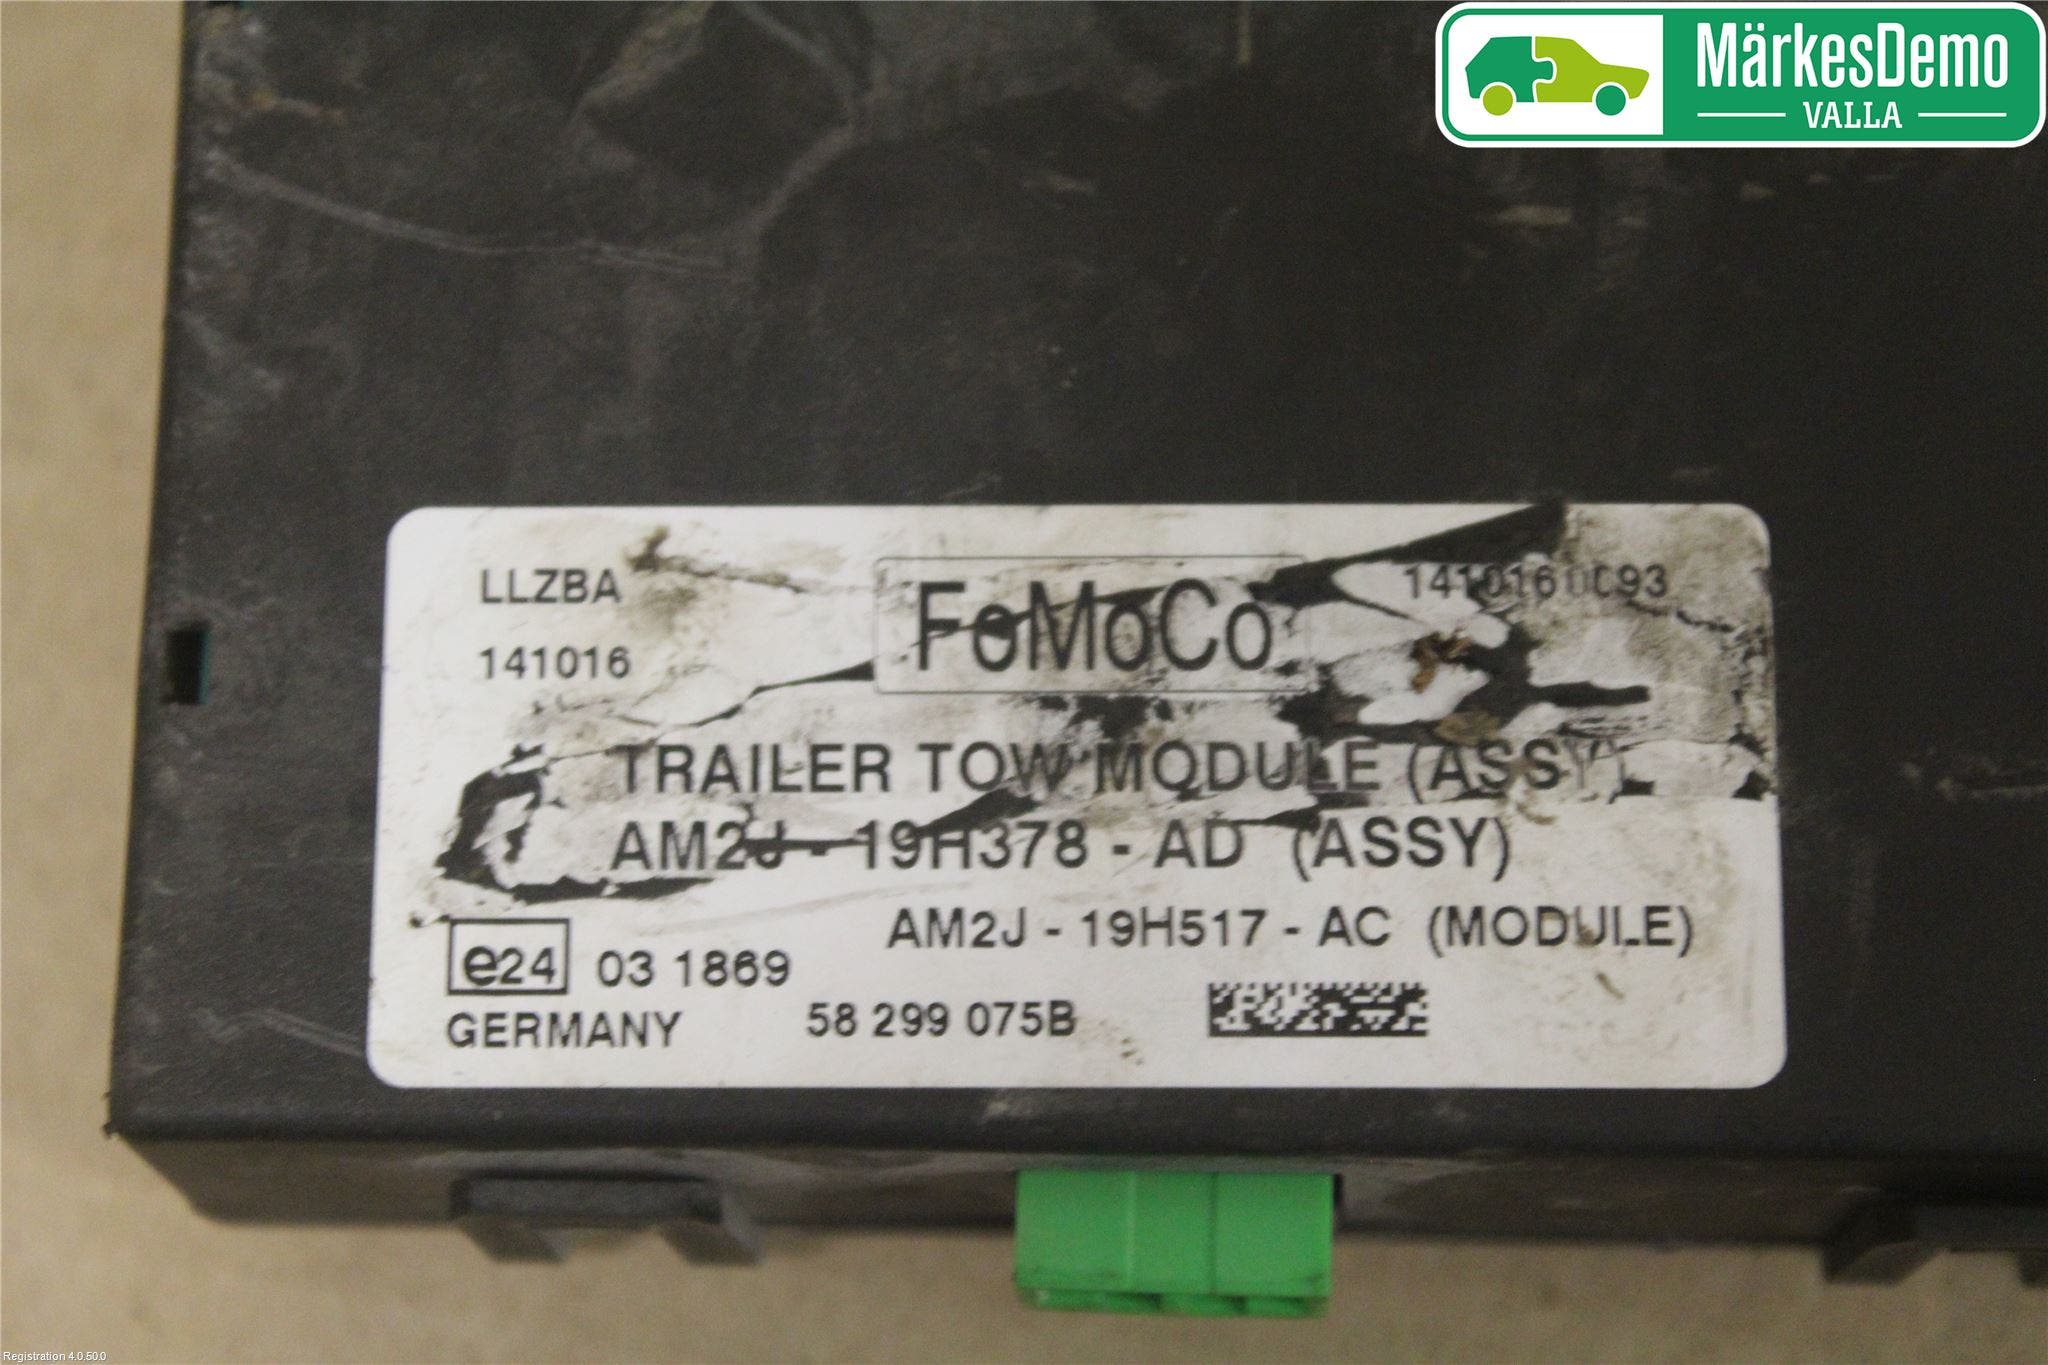 MärkesDemo
VALLA
LLZBA
FoMoCo
141016
TRAILER TOW MODULE (ASSY)
AM2J - 19H378 - AD (ASSY)
AM2J - 19H517 - AC (MODULE)
e24 03 1869
GERMANY 58 299 075B
Registration 4.0.50.0